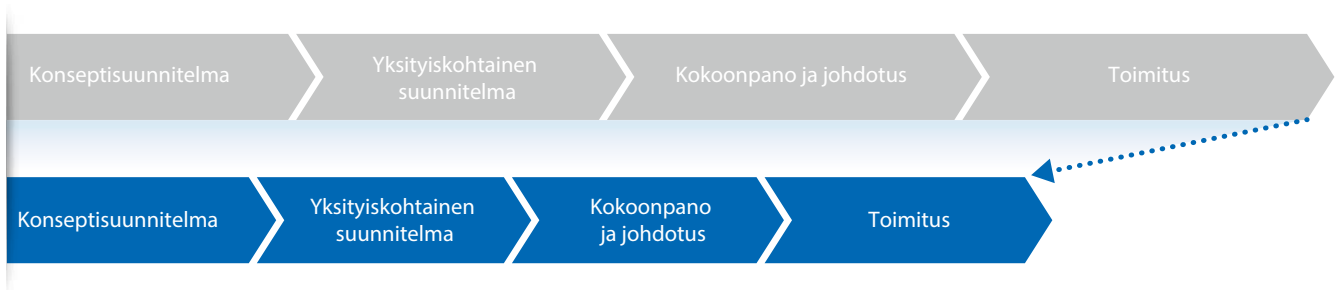 Konseptisuunnitelma
Yksityiskohtainen
suunnitelma
Kokoonpano ja johdotus
Toimitus
Konseptisuunnitelma
Yksityiskohtainen
suunnitelma
Kokoonpano
ja johdotus
Toimitus